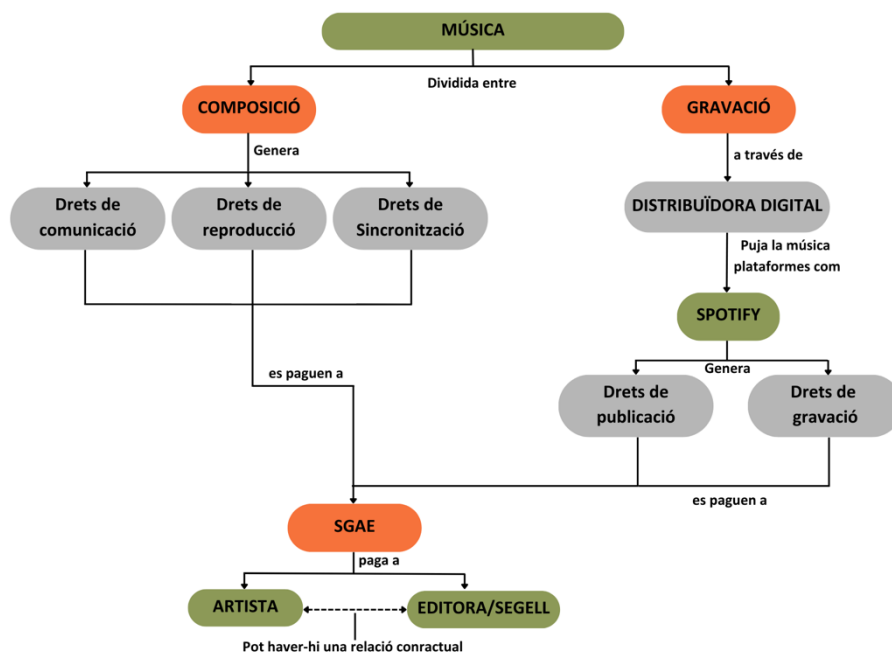 MÚSICA
Dividida entre
COMPOSICIÓ
GRAVACIÓ
Genera
a través de
Drets de
comunicació
Drets de
reproducció
Drets de
Sincronització
DISTRIBUÏDORA DIGITAL
Puja la música
plataformes com
SPOTIFY
es paguen a
Genera
Drets de
publicació
Drets de
gravació
es paguen a
SGAE
paga a
ARTISTA
EDITORA/SEGELL
Pot haver-hi una relació conractual